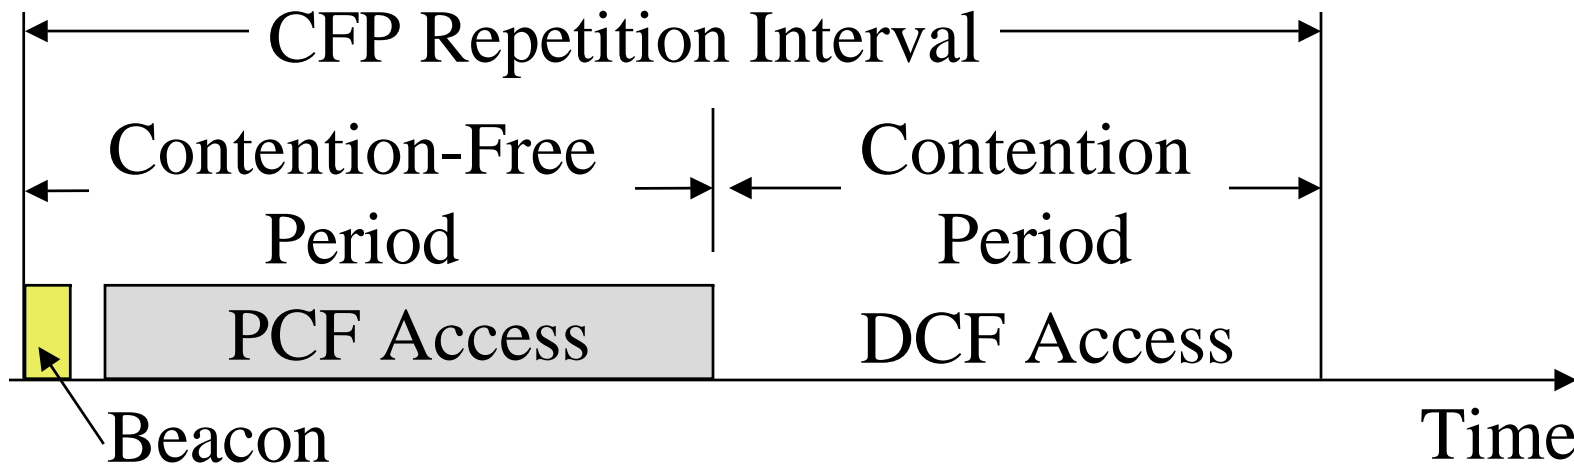 CFP Repetition Interval
Contention-Free
Period
Contention
Period
PCF Access
DCF Access
Beacon
Time